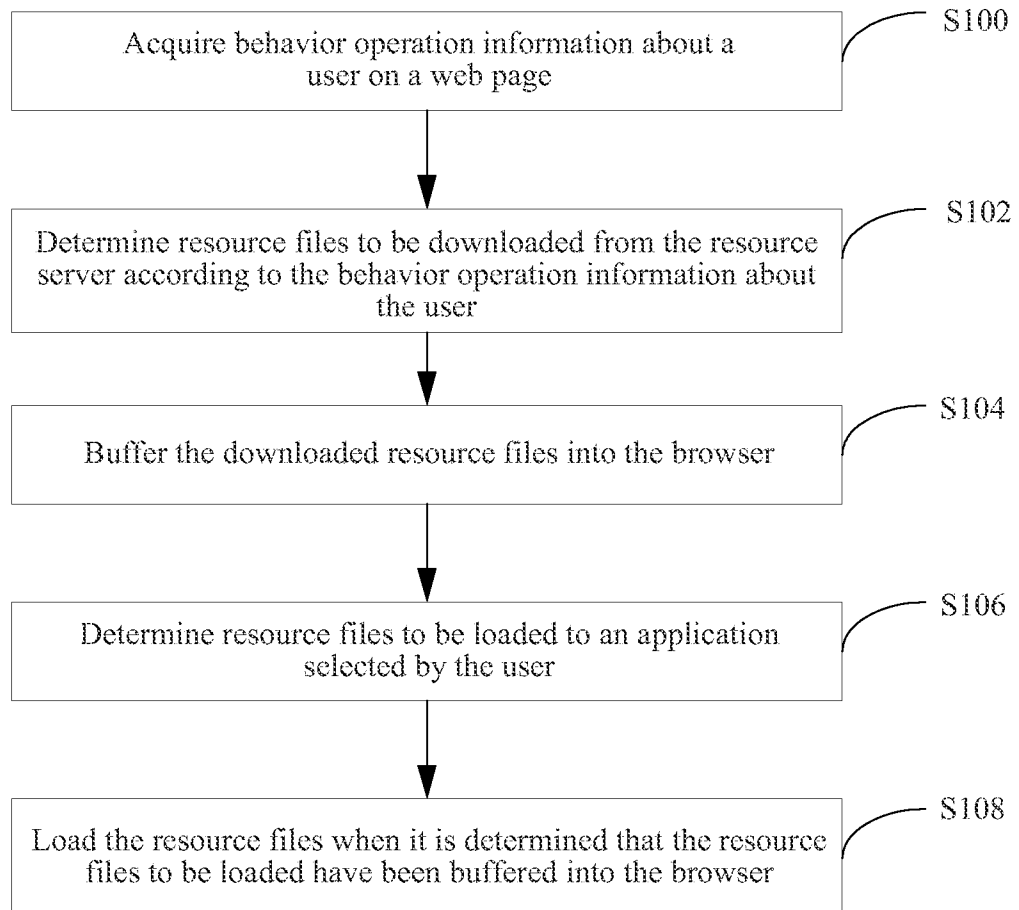 S100
Acquire behavior operation information about a
user on a web page
S102
Determine resource files to be downloaded from the resource
server according to the behavior operation information about
the user
S104
Buffer the downloaded resource files into the browser
S106
Determine resource files to be loaded to an application
selected by the user
S108
Load the resource files when it is determined that the resource
files to be loaded have been buffered into the browser